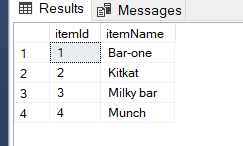 Results Messages
itemId itemName
1 1 Bar-one
2 2 Kitkat
3 3 Milky bar
4 4 Munch